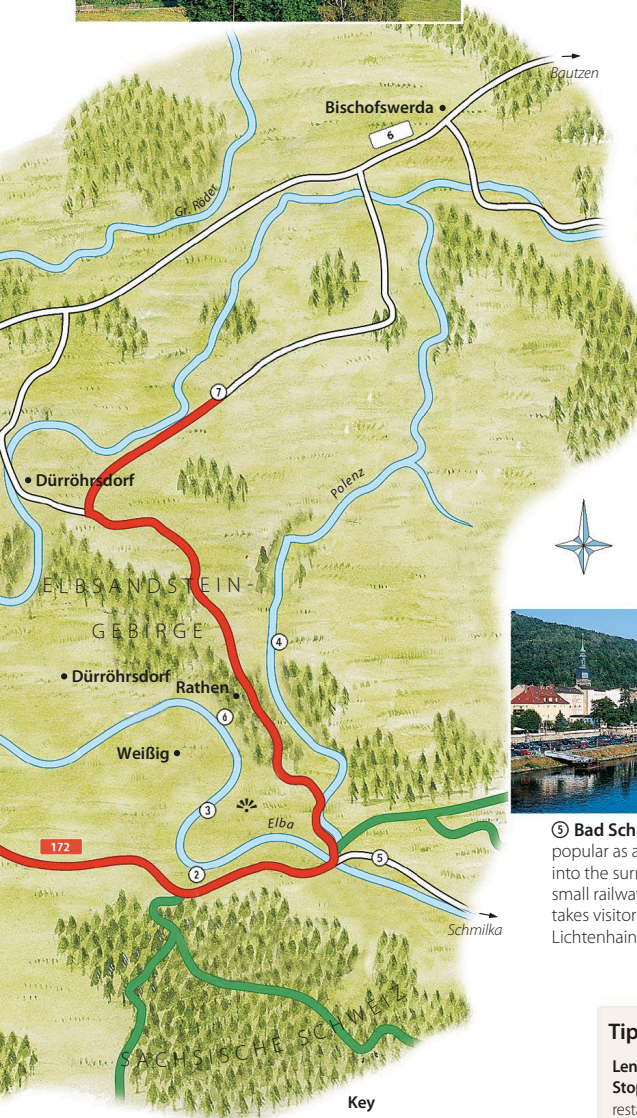 Bautzen
Bischofswerda
6
Gr. Röder
7
Dürröhrsdorf
Polenz
ELBSANDSTEIN-
GEBIRGE
4
Dürröhrsdorf
Rathen
6
Weißig
3
Elba
172
2
5
Schmilka
SÄCHSISCHE SCHWEIZ
Key
⑤ Bad Scha
popular as a
into the surr
small railway
takes visitor
Lichtenhain
Tip
Len
Stop
resta